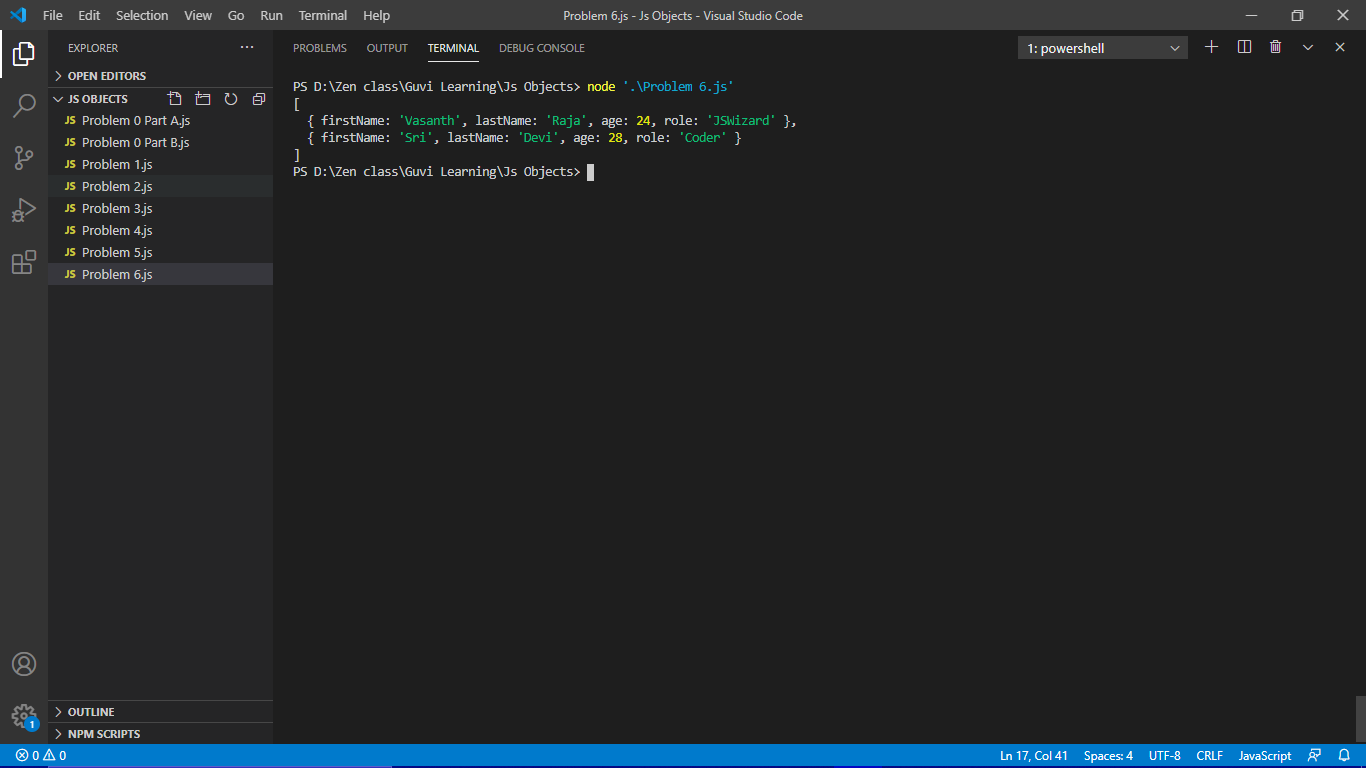 File Edit Selection View Go Run Terminal Help
Problem 6.js - Js Objects - Visual Studio Code
EXPLORER
OPEN EDITORS
JS OBJECTS
JS Problem 0 Part A.js
JS Problem 0 Part B.js
JS Problem 1.js
JS Problem 2.js
JS Problem 3.js
JS Problem 4.js
JS Problem 5.js
JS Problem 6.js
OUTLINE
NPM SCRIPTS
1
PROBLEMS OUTPUT TERMINAL DEBUG CONSOLE
1: powershell
PS D:\Zen class\Guvi Learning\Js Objects> node '.\Problem 6.js'
[
  { firstName: 'Vasanth', lastName: 'Raja', age: 24, role: 'JSWizard' },
  { firstName: 'Sri', lastName: 'Devi', age: 28, role: 'Coder' }
]
PS D:\Zen class\Guvi Learning\Js Objects>
0 0
Ln 17, Col 41 Spaces: 4 UTF-8 CRLF JavaScript